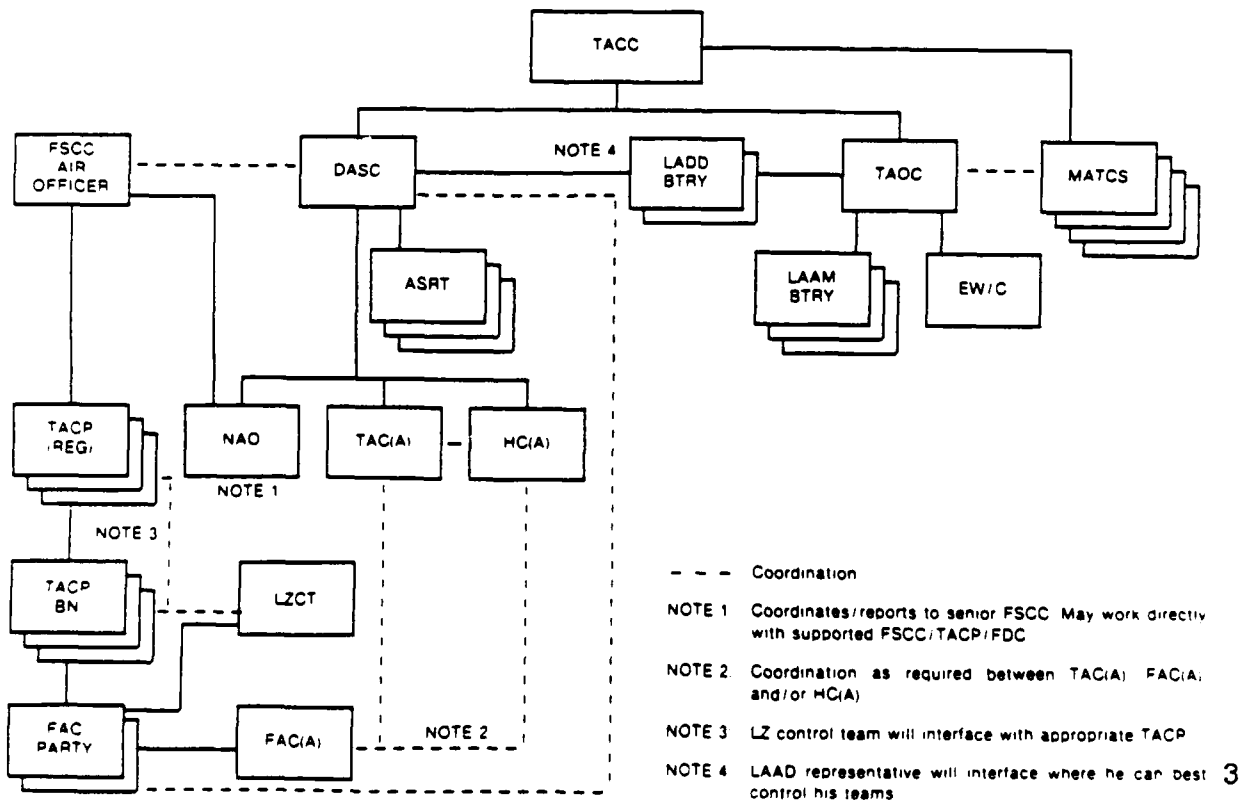 TACC
FSCC
AIR
OFFICER
DASC
NOTE 4
LADD
BTRY
TAOC
MATCS
ASRT
LAAM
BTRY
EW/C
TACP
(REG)
NAO
TAC(A)
HC(A)
NOTE 1
NOTE 3
TACP
BN
LZCT
FAC
PARTY
FAC(A)
NOTE 2
--- Coordination
NOTE 1 Coordinates/reports to senior FSCC May work directly
with supported FSCC/TACP/FDC
NOTE 2. Coordination as required between TAC(A) FAC(A)
and/or HC(A)
NOTE 3 LZ control team will interface with appropriate TACP
NOTE 4 LAAD representative will interface where he can best
control his teams
3